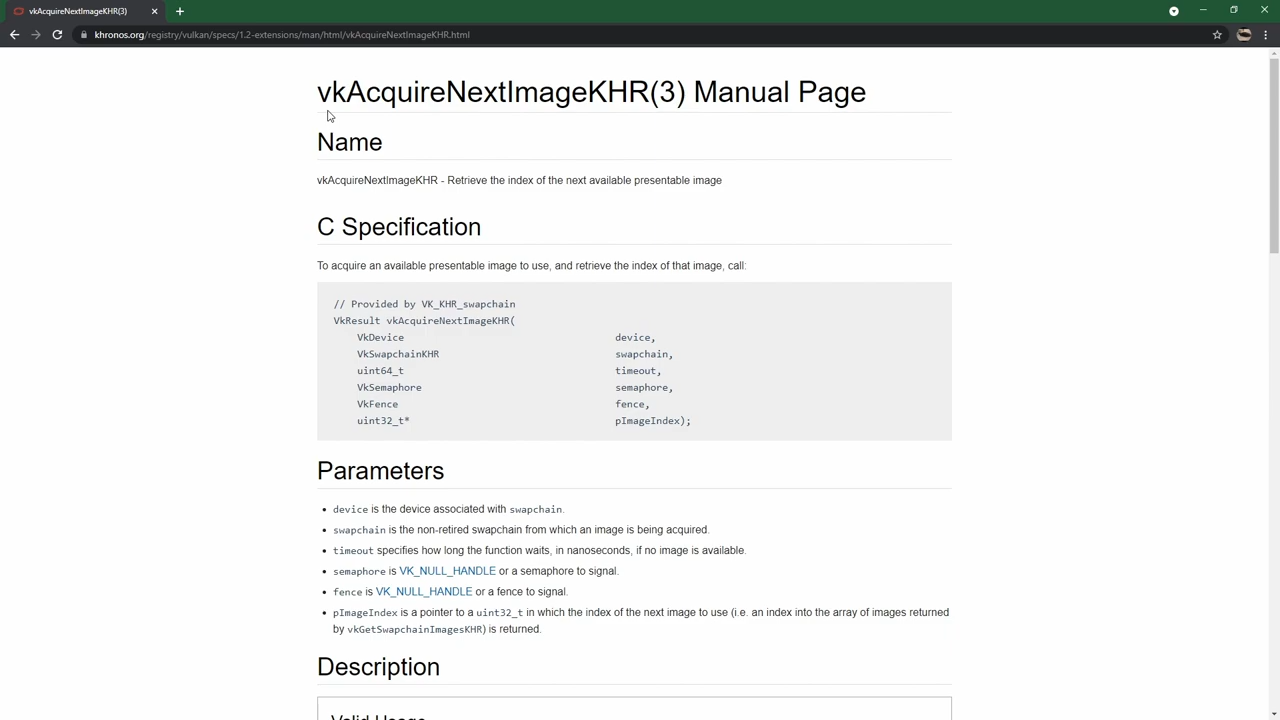 vkAcquireNextImageKHR(3)
khronos.org/registry/vulkan/specs/1.2-extensions/man/html/vkAcquireNextImageKHR.html
vkAcquireNextImageKHR(3) Manual Page
Name
vkAcquireNextImageKHR - Retrieve the index of the next available presentable image
C Specification
To acquire an available presentable image to use, and retrieve the index of that image, call:
// Provided by VK_KHR_swapchain
VkResult vkAcquireNextImageKHR(
VkDevice device,
VkSwapchainKHR swapchain,
uint64_t timeout,
VkSemaphore semaphore,
VkFence fence,
uint32_t* pImageIndex);
Parameters
• device is the device associated with swapchain.
• swapchain is the non-retired swapchain from which an image is being acquired.
• timeout specifies how long the function waits, in nanoseconds, if no image is available.
• semaphore is VK_NULL_HANDLE or a semaphore to signal.
• fence is VK_NULL_HANDLE or a fence to signal.
• pImageIndex is a pointer to a uint32_t in which the index of the next image to use (i.e. an index into the array of images returned
by vkGetSwapchainImagesKHR) is returned.
Description
Valid Usage